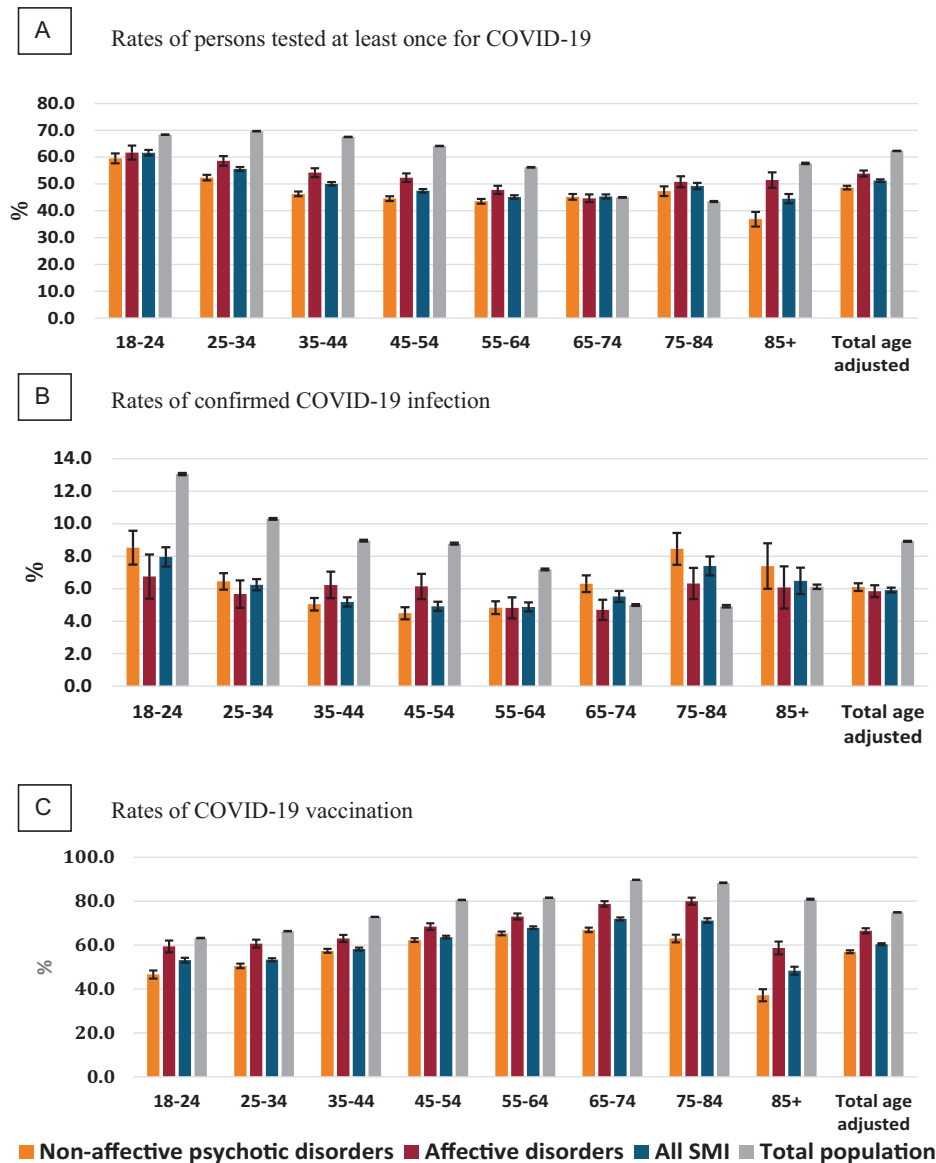 A Rates of persons tested at least once for COVID-19
80.0
70.0
60.0
50.0
40.0
30.0
20.0
10.0
0.0
%
18-24 25-34 35-44 45-54 55-64 65-74 75-84 85+ Total age
adjusted
B Rates of confirmed COVID-19 infection
14.0
12.0
10.0
8.0
6.0
4.0
2.0
0.0
%
18-24 25-34 35-44 45-54 55-64 65-74 75-84 85+ Total age
adjusted
C Rates of COVID-19 vaccination
100.0
80.0
60.0
40.0
20.0
0.0
%
18-24 25-34 35-44 45-54 55-64 65-74 75-84 85+ Total age
adjusted
Non-affective psychotic disorders Affective disorders All SMI Total population